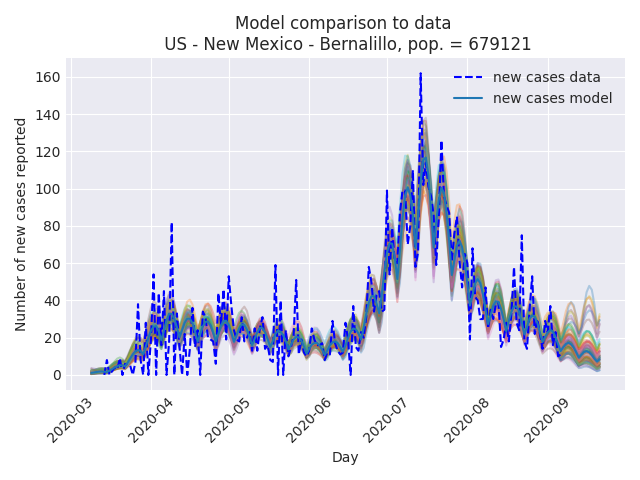 Model comparison to data
US - New Mexico - Bernalillo, pop. = 679121
new cases data
new cases model
Number of new cases reported
160
140
120
100
80
60
40
20
0
2020-03
2020-04
2020-05
2020-06
2020-07
2020-08
2020-09
Day